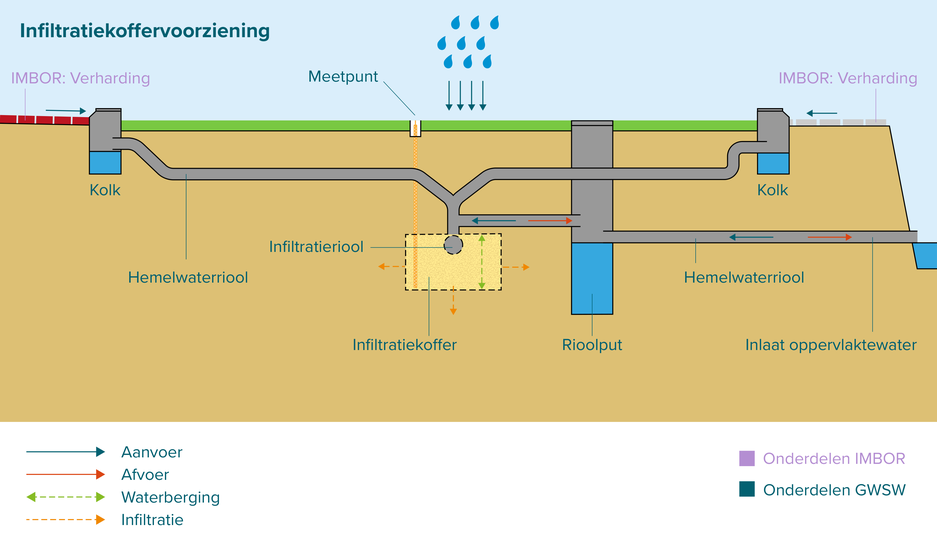 Infiltratiekoffervoorziening
IMBOR: Verharding
Meetpunt
IMBOR: Verharding
Kolk
Kolk
Infiltratieriool
Hemelwaterriool
Hemelwaterriool
Infiltratiekoffer
Rioolput
Inlaat oppervlaktewater
Aanvoer
Afvoer
Waterberging
Infiltratie
Onderdelen IMBOR
Onderdelen GWSW